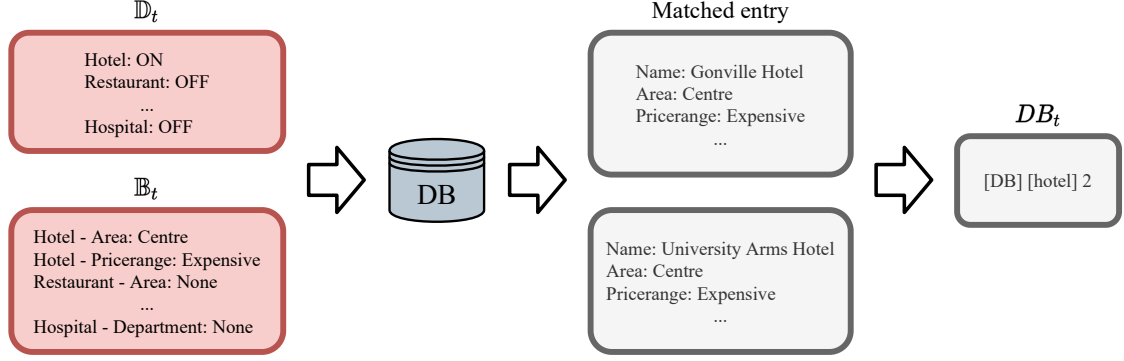 𝔻t
Hotel: ON
Restaurant: OFF
...
Hospital: OFF
𝔹t
Hotel - Area: Centre
Hotel - Pricerange: Expensive
Restaurant - Area: None
...
Hospital - Department: None
DB
Matched entry
Name: Gonville Hotel
Area: Centre
Pricerange: Expensive
...
Name: University Arms Hotel
Area: Centre
Pricerange: Expensive
...
DBt
[DB] [hotel] 2